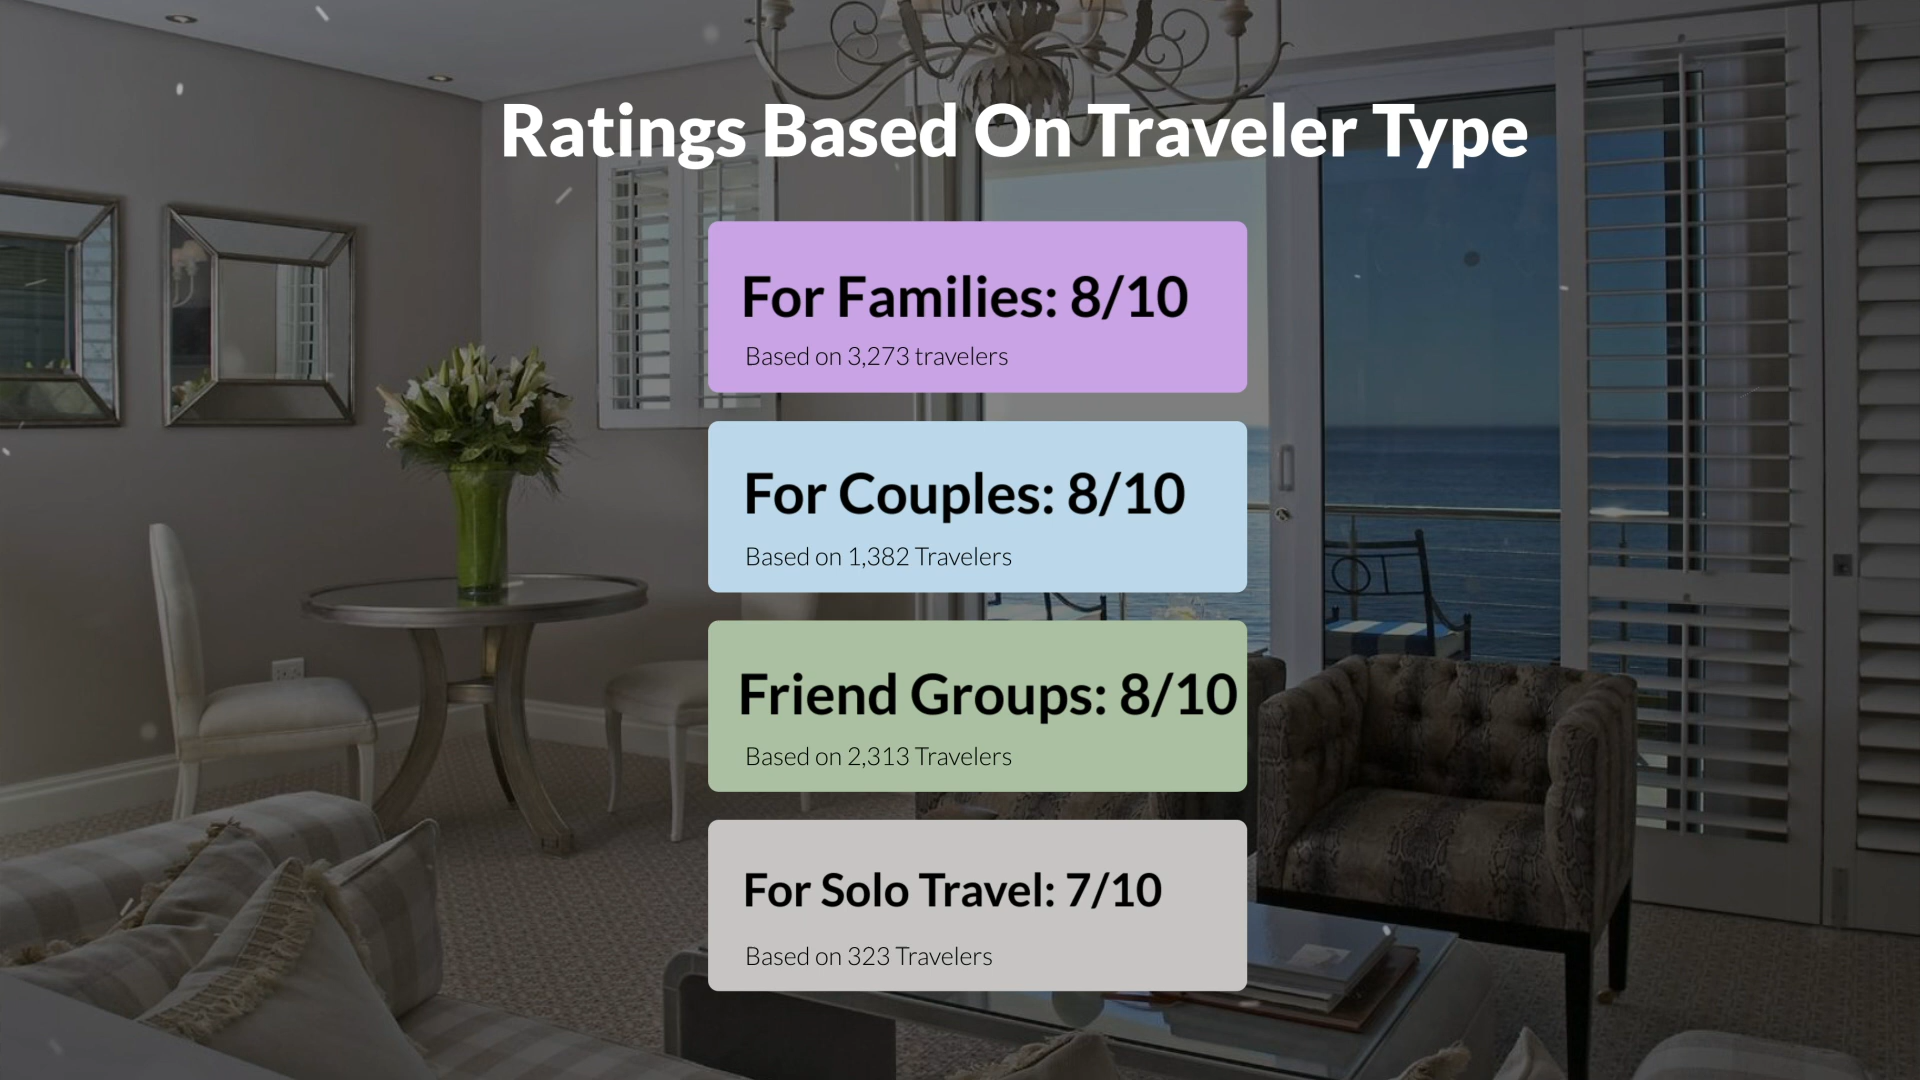 Ratings Based On Traveler Type
For Families: 8/10
Based on 3,273 travelers
For Couples: 8/10
Based on 1,382 Travelers
Friend Groups: 8/10
Based on 2,313 Travelers
For Solo Travel: 7/10
Based on 323 Travelers